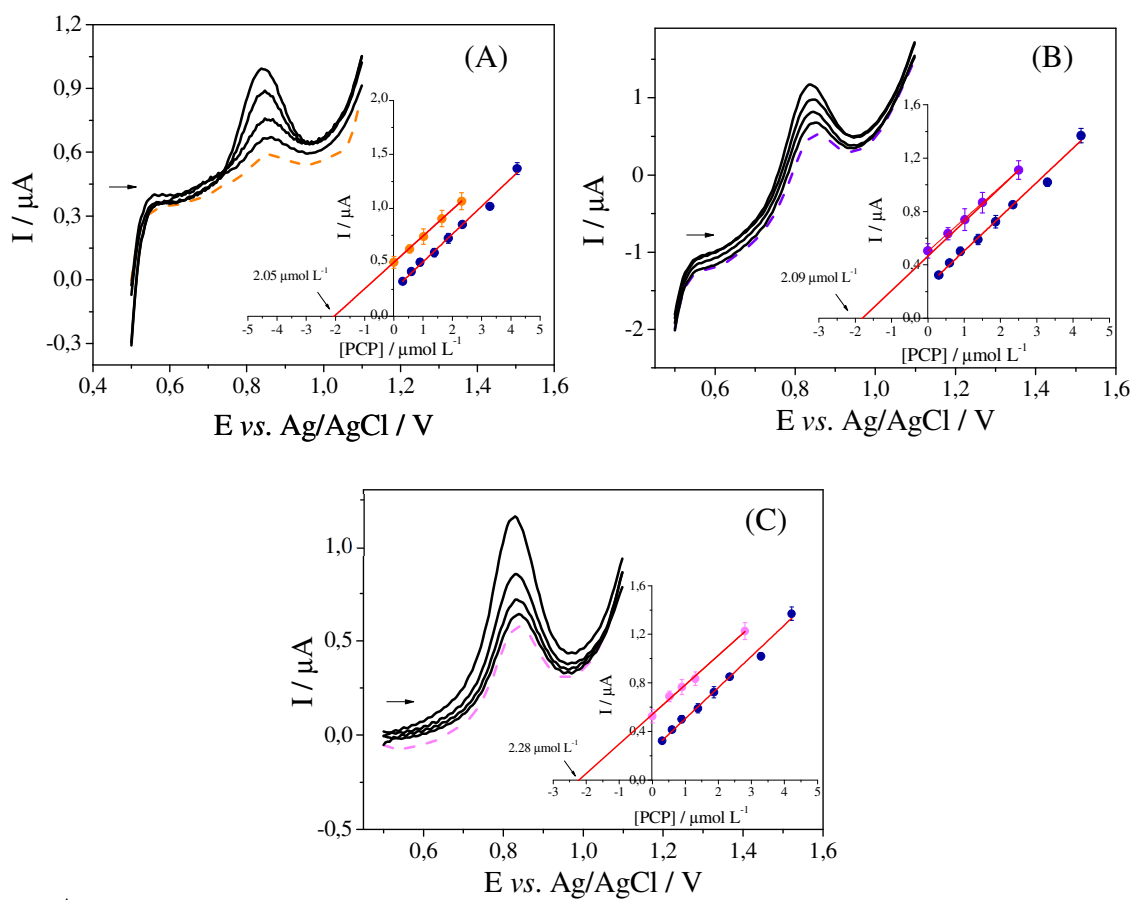 (A)
1,2
0,9
0,6
0,3
0,0
-0,3
I / µA
0,4 0,6 0,8 1,0 1,2 1,4 1,6
E vs. Ag/AgCl / V
2,0
1,5
1,0
0,5
0,0
I / µA
2.05 µmol L-1
-5 -4 -3 -2 -1 0 1 2 3 4 5
[PCP] / µmol L-1
(B)
1
0
-1
-2
I / µA
0,6 0,8 1,0 1,2 1,4 1,6
E vs. Ag/AgCl / V
1,6
1,2
0,8
0,4
0,0
I / µA
2.09 µmol L-1
-3 -2 -1 0 1 2 3 4 5
[PCP] / µmol L-1
(C)
1,0
0,5
0,0
-0,5
I / µA
0,6 0,8 1,0 1,2 1,4 1,6
E vs. Ag/AgCl / V
1,6
1,2
0,8
0,4
0,0
I / µA
2.28 µmol L-1
-3 -2 -1 0 1 2 3 4 5
[PCP] / µmol L-1